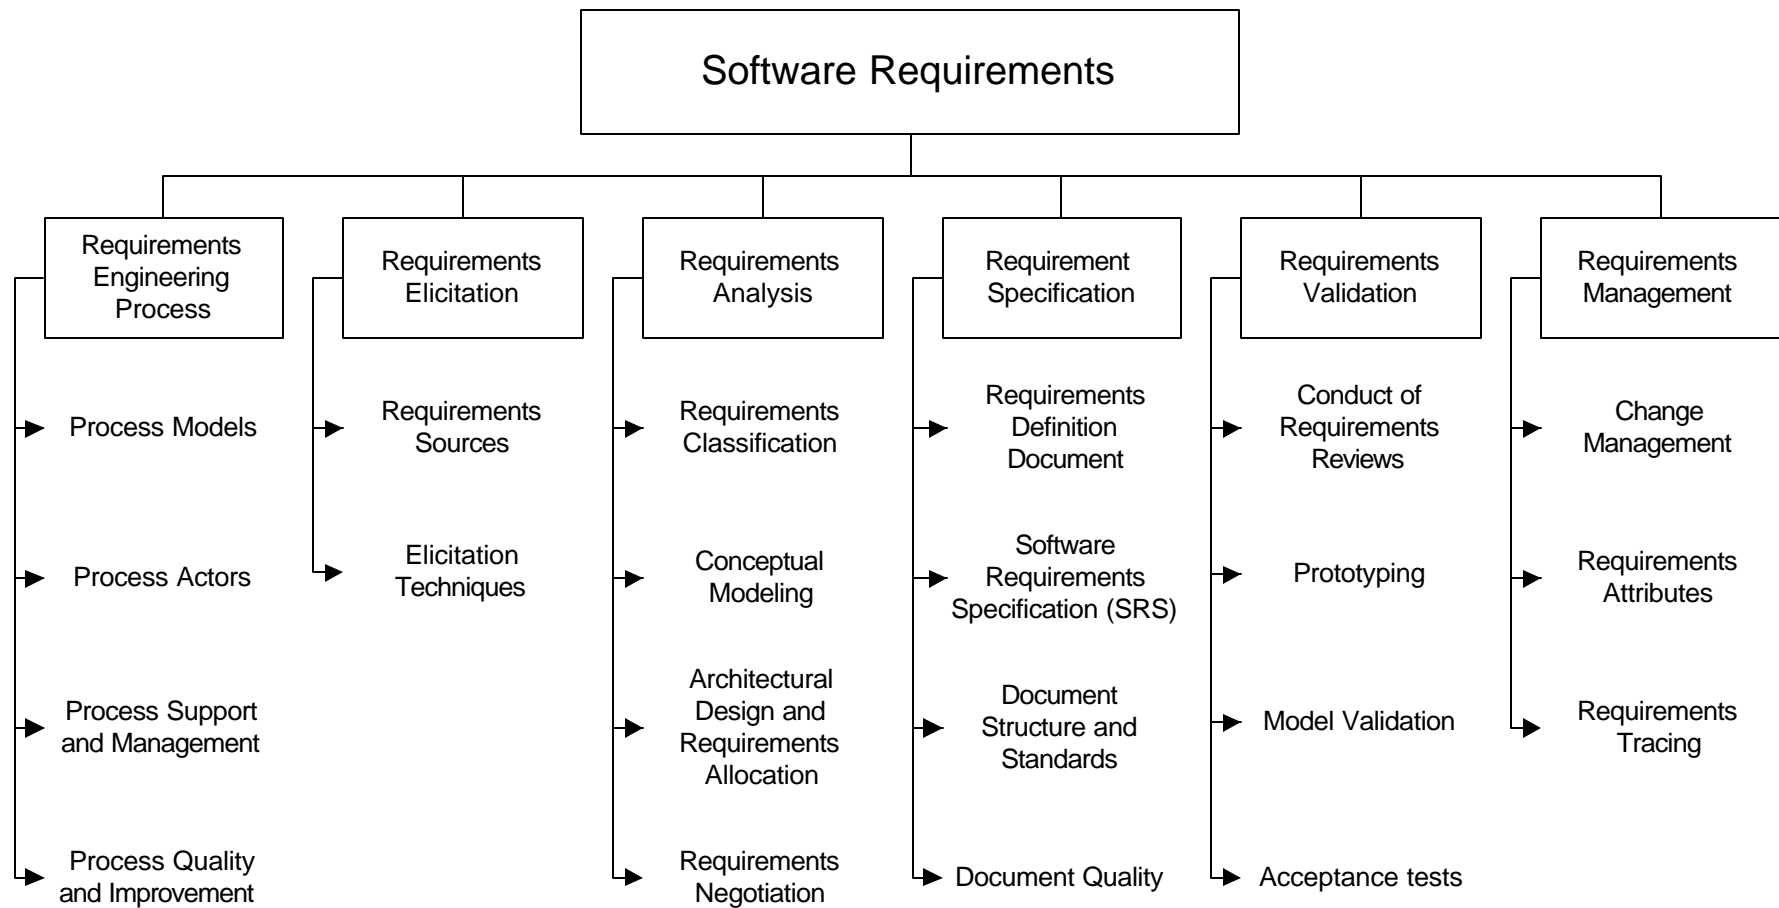 Software Requirements
Requirements
Engineering
Process
Process Models
Process Actors
Process Support
and Management
Process Quality
and Improvement
Requirements
Elicitation
Requirements
Sources
Elicitation
Techniques
Requirements
Analysis
Requirements
Classification
Conceptual
Modeling
Architectural
Design and
Requirements
Allocation
Requirements
Negotiation
Requirement
Specification
Requirements
Definition
Document
Software
Requirements
Specification (SRS)
Document
Structure and
Standards
Document Quality
Requirements
Validation
Conduct of
Requirements
Reviews
Prototyping
Model Validation
Acceptance tests
Requirements
Management
Change
Management
Requirements
Attributes
Requirements
Tracing